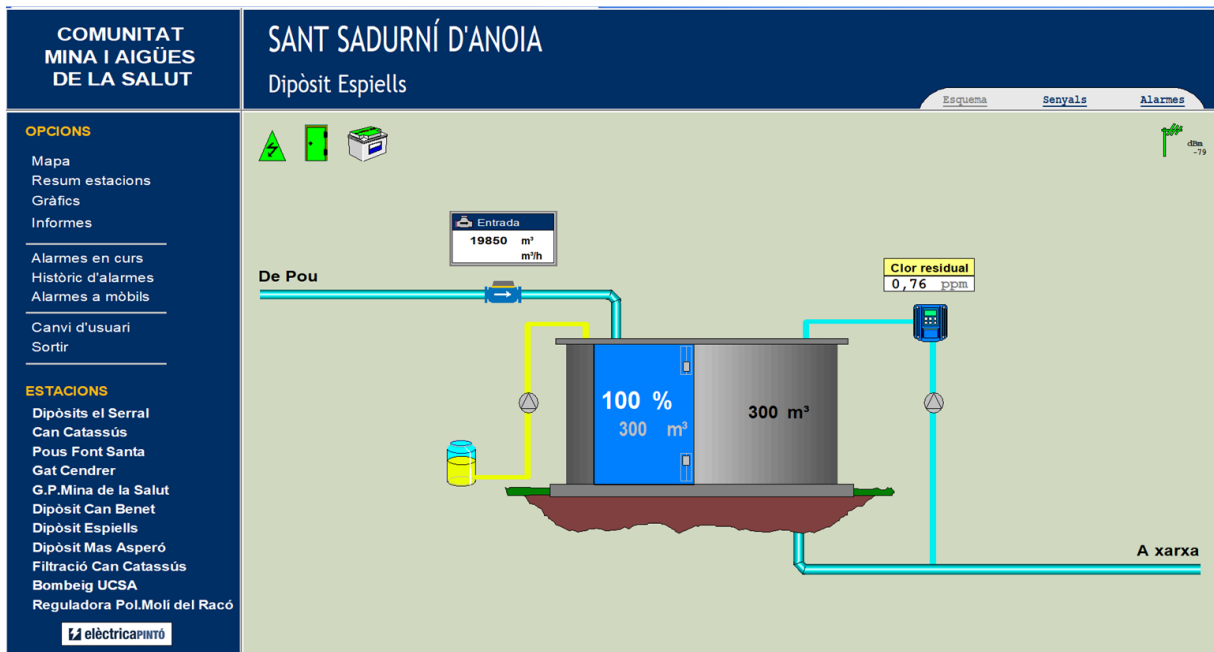 COMUNITAT
MINA I AIGÜES
DE LA SALUT
SANT SADURNÍ D'ANOIA
Dipòsit Espiells
Esquema
Senyals
Alarmes
OPCIONS
Mapa
Resum estacions
Gràfics
Informes
Alarmes en curs
Històric d'alarmes
Alarmes a mòbils
Canvi d'usuari
Sortir
ESTACIONS
Dipòsits el Serral
Can Catassús
Pous Font Santa
Gat Cendrer
G.P.Mina de la Salut
Dipòsit Can Benet
Dipòsit Espiells
Dipòsit Mas Asperó
Filtració Can Catassús
Bombeig UCSA
Reguladora Pol.Molí del Racó
elèctricaPINTÓ
dBm
-79
Entrada
19850 m³
m³/h
De Pou
Clor residual
0,76 ppm
100 %
300 m³
300 m³
A xarxa